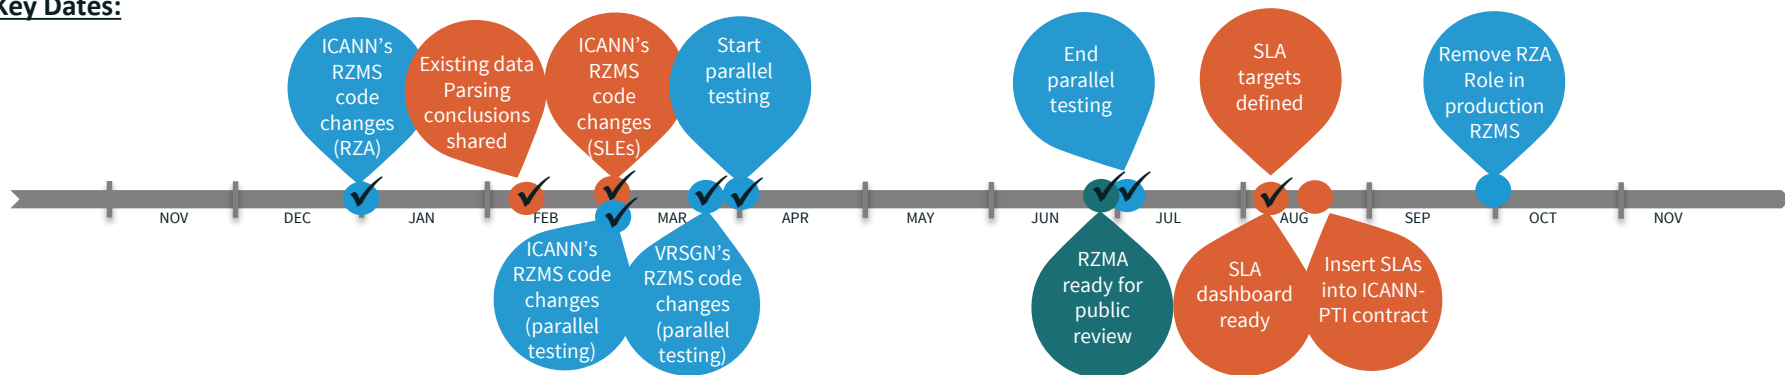 Key Dates:
ICANN's
RZMS
code
changes
(RZA)
Existing data
Parsing
conclusions
shared
ICANN's
RZMS
code
changes
(SLEs)
Start
parallel
testing
End
parallel
testing
SLA
targets
defined
Remove RZA
Role in
production
RZMS
NOV
DEC
JAN
FEB
MAR
APR
MAY
JUN
JUL
AUG
SEP
OCT
NOV
ICANN's
RZMS code
changes
(parallel
testing)
VRSGN's
RZMS code
changes
(parallel
testing)
RZMA
ready for
public
review
SLA
dashboard
ready
Insert SLAs
into ICANN-
PTI contract